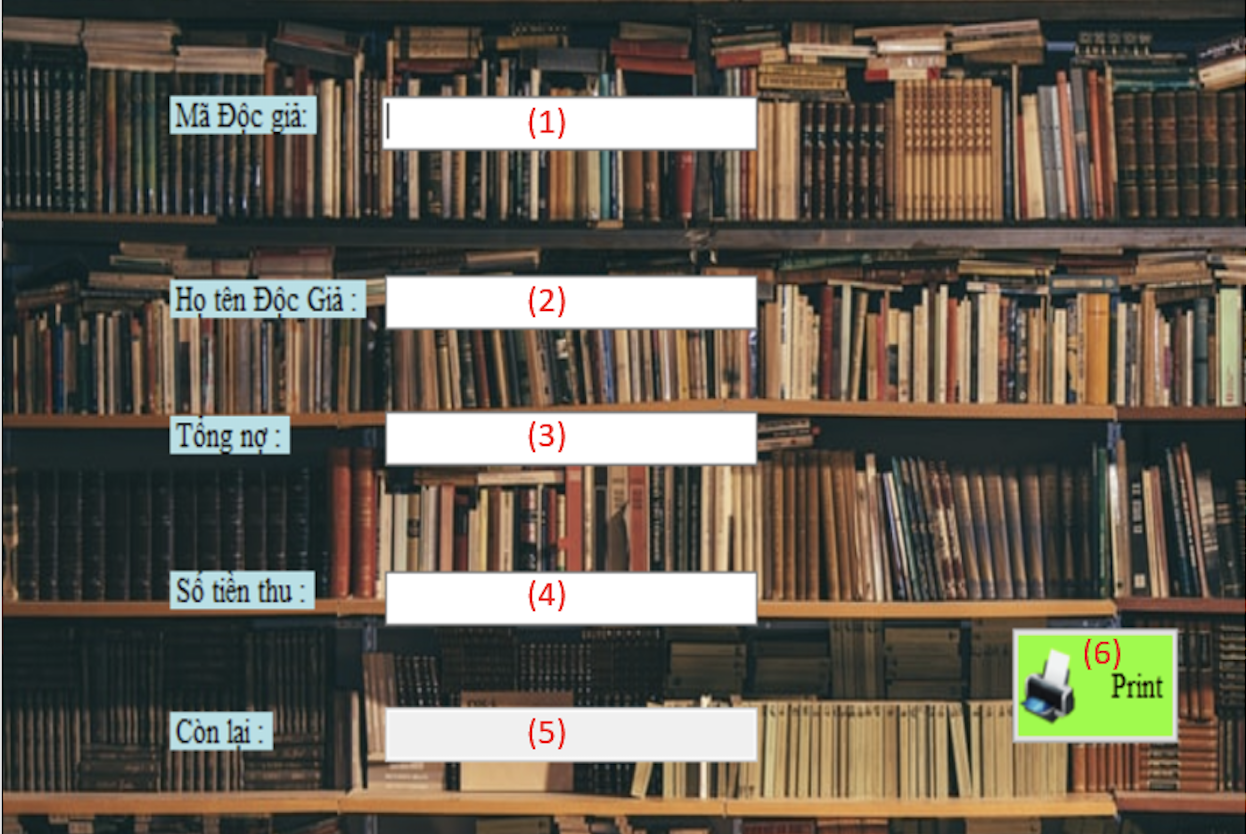 Mã Độc giả:
(1)
Họ tên Độc Giả :
(2)
Tổng nợ :
(3)
Số tiền thu :
(4)
(6)
Print
Còn lại :
(5)